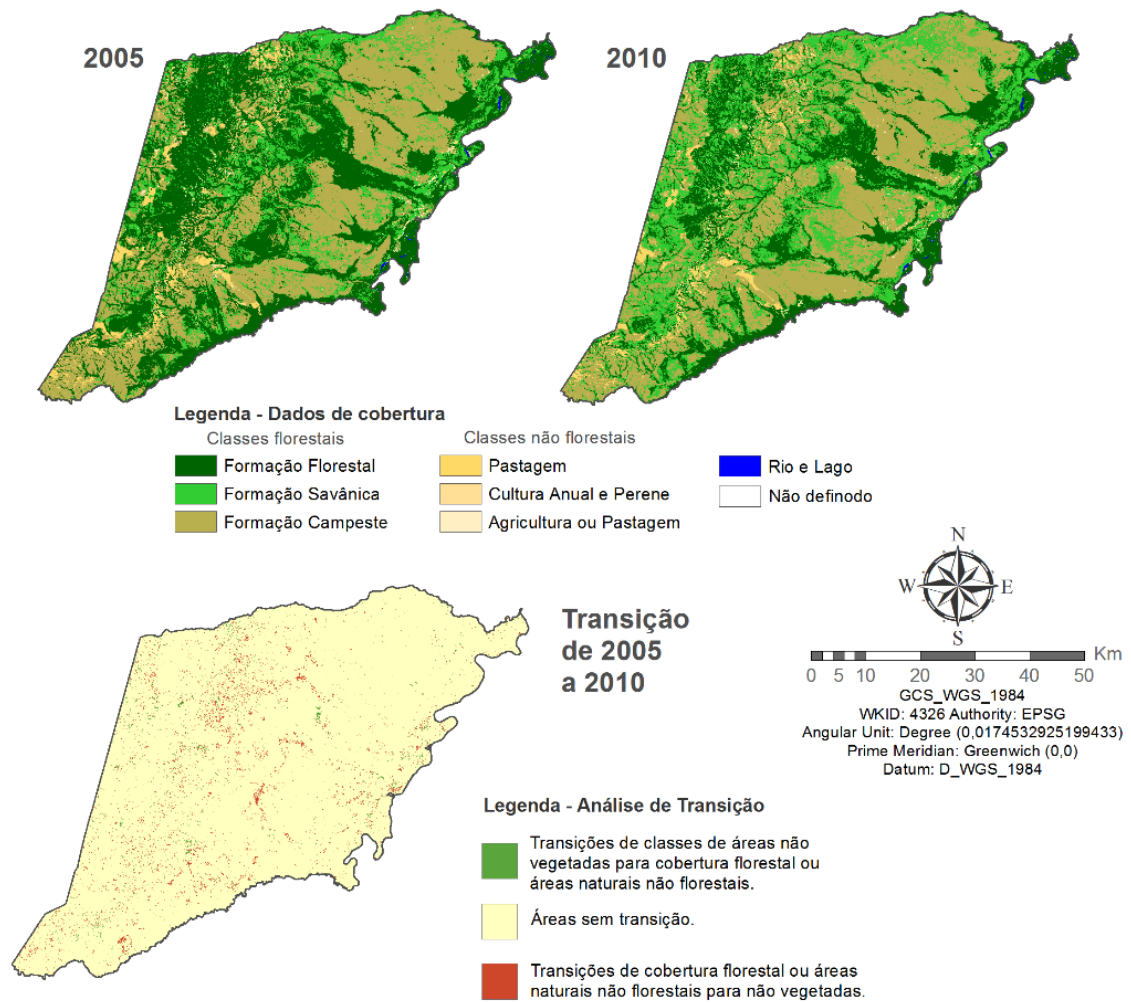 2005
2010
Legenda - Dados de cobertura
Classes florestais
Classes não florestais
Formação Florestal
Pastagem
Rio e Lago
Formação Savânica
Cultura Anual e Perene
Não definodo
Formação Campeste
Agricultura ou Pastagem
N
W
E
S
Km
0 5 10 20 30 40 50
GCS_WGS_1984
WKID: 4326 Authority: EPSG
Angular Unit: Degree (0,0174532925199433)
Prime Meridian: Greenwich (0,0)
Datum: D_WGS_1984
Transição
de 2005
a 2010
Legenda - Análise de Transição
Transições de classes de áreas não
vegetadas para cobertura florestal ou
áreas naturais não florestais.
Áreas sem transição.
Transições de cobertura florestal ou áreas
naturais não florestais para não vegetadas.